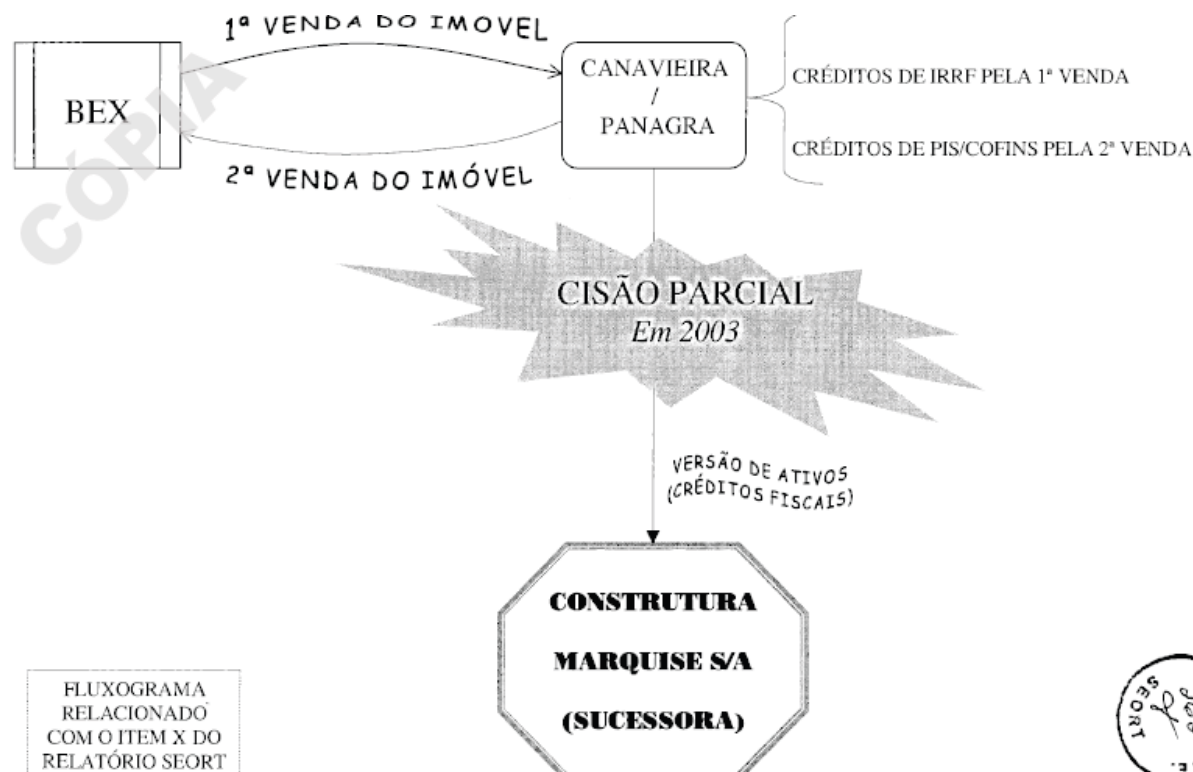 1ª VENDA DO IMOVEL
BEX
CANAVIEIRA
/
PANAGRA
CRÉDITOS DE IRRF PELA 1ª VENDA
CRÉDITOS DE PIS/COFINS PELA 2ª VENDA
2ª VENDA DO IMÓVEL
CÓPIA
CISÃO PARCIAL
Em 2003
VERSÃO DE ATIVOS
(CRÉDITOS FISCAIS)
CONSTRUTURA
MARQUISE S/A
(SUCESSORA)
FLUXOGRAMA
RELACIONADO
COM O ITEM X DO
RELATÓRIO SEORT
SEORT